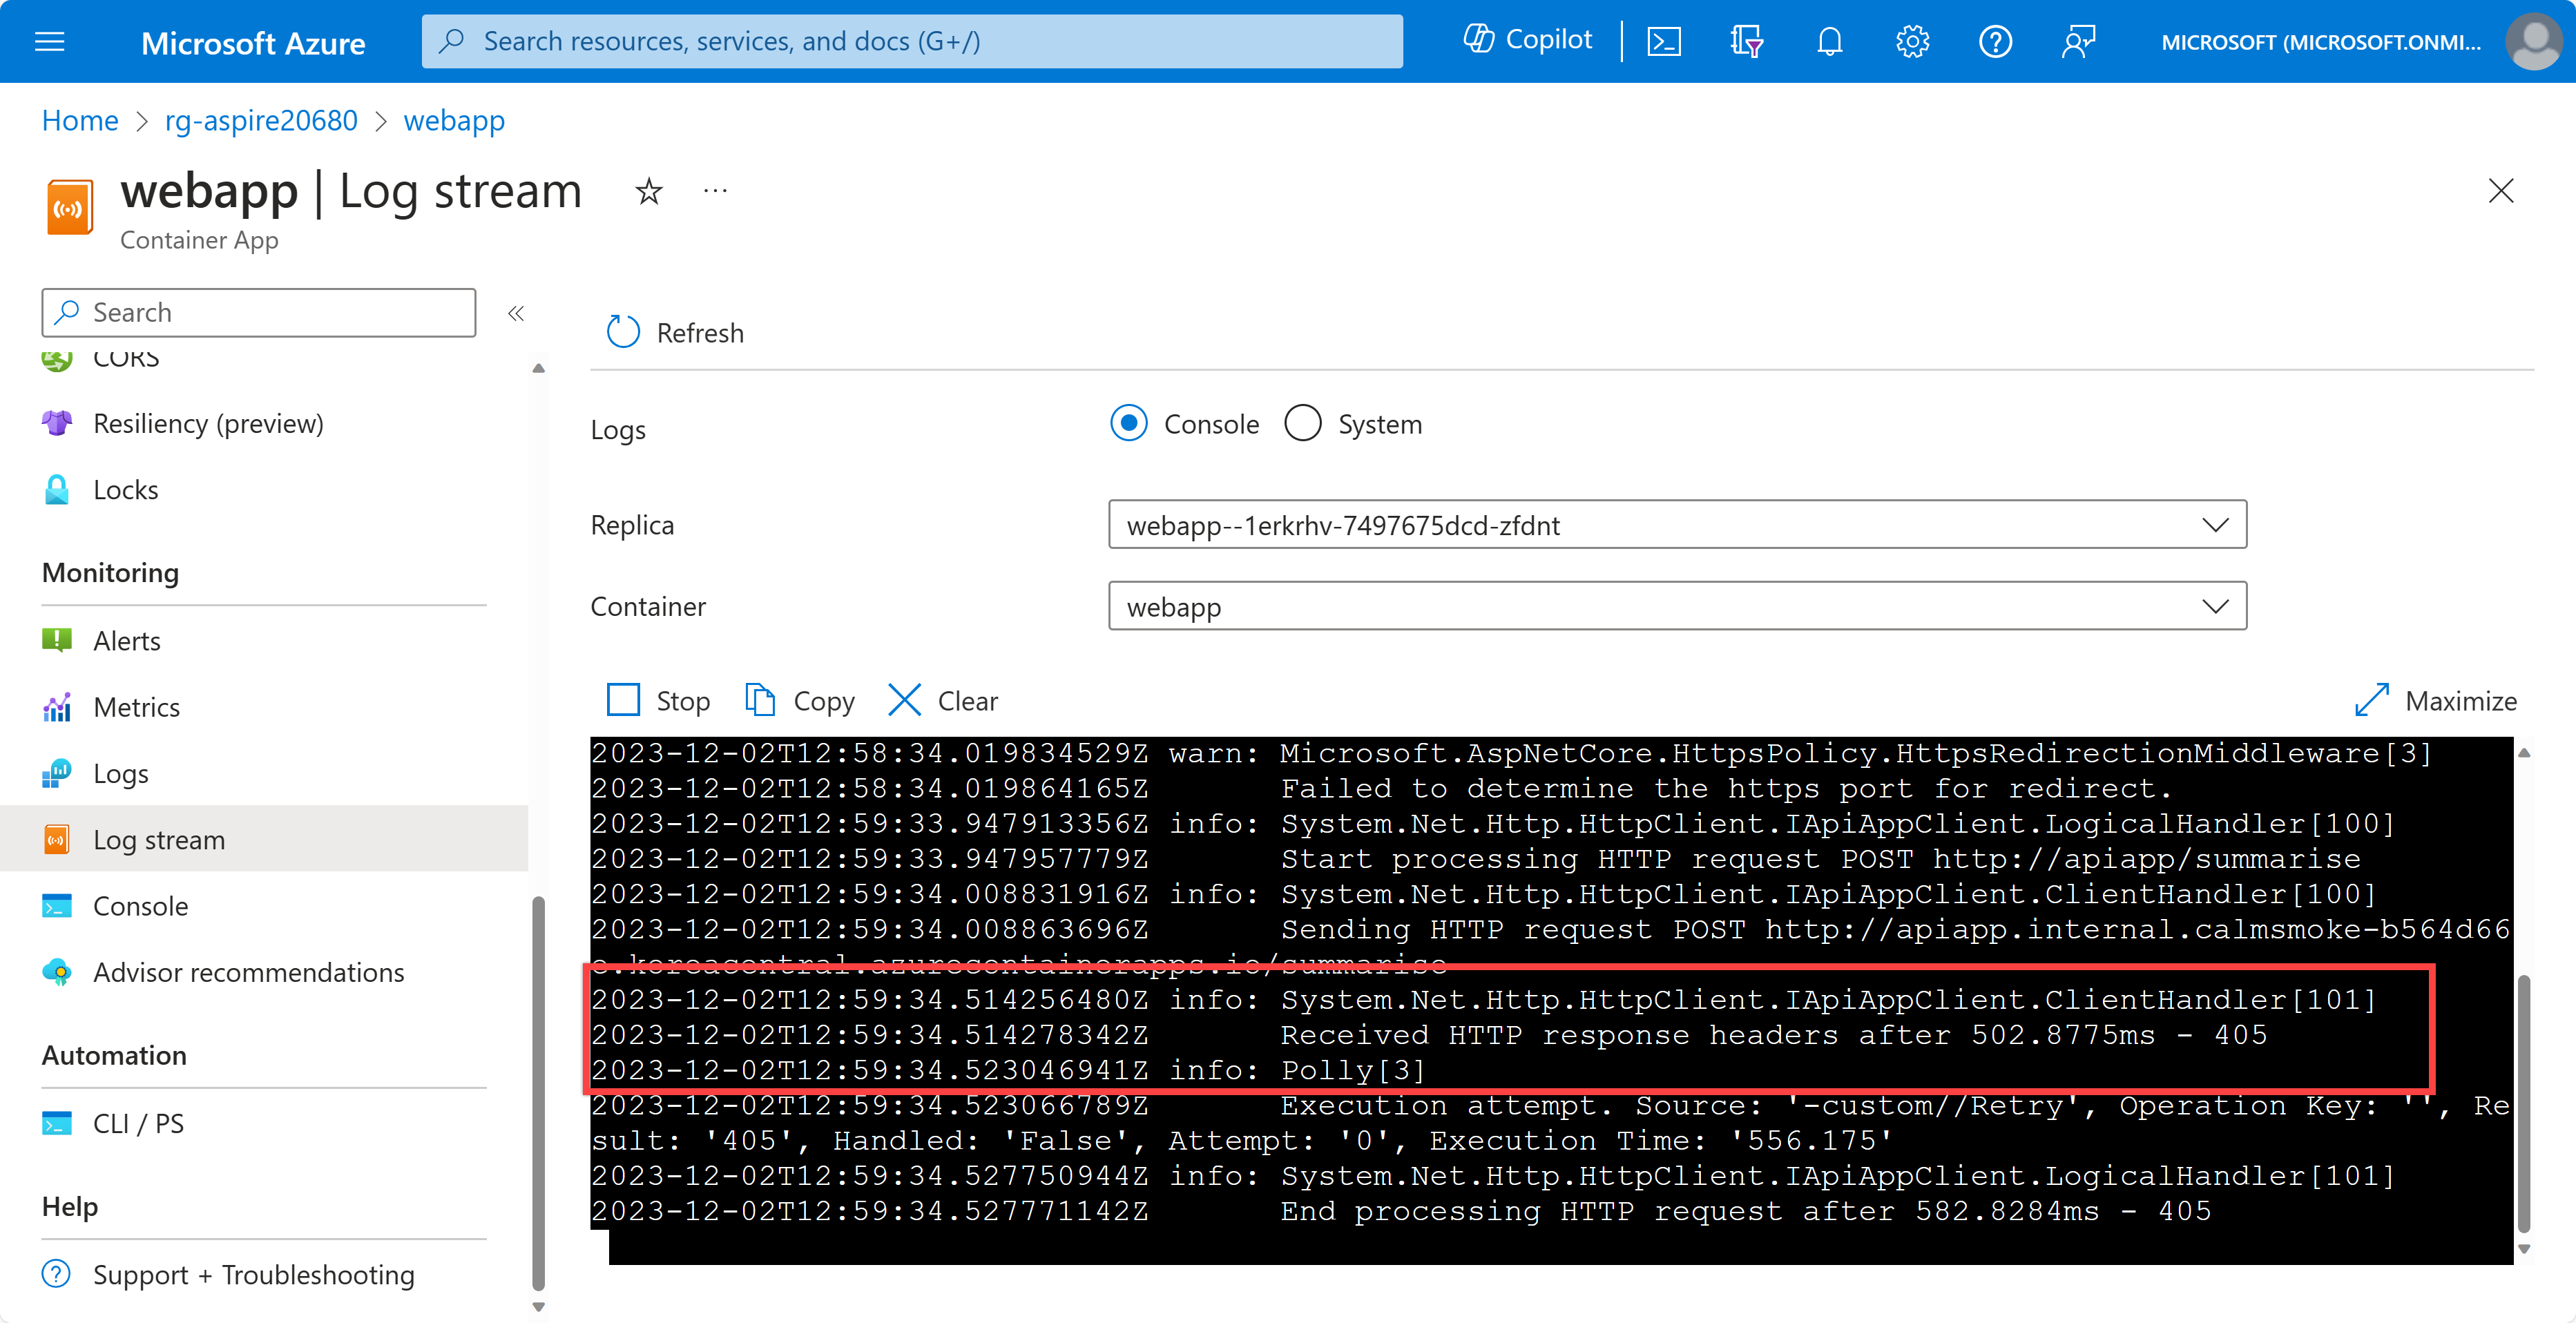 Microsoft Azure
Search resources, services, and docs (G+/)
Copilot
MICROSOFT (MICROSOFT.ONMI...
Home > rg-aspire20680 > webapp
webapp | Log stream
Container App
Search
CORS
Resiliency (preview)
Locks
Monitoring
Alerts
Metrics
Logs
Log stream
Console
Advisor recommendations
Automation
CLI / PS
Help
Support + Troubleshooting
Refresh
Logs
Console
System
Replica
webapp--1erkrhv-7497675dcd-zfdnt
Container
webapp
Stop
Copy
Clear
Maximize
2023-12-02T12:58:34.019834529Z warn: Microsoft.AspNetCore.HttpsPolicy.HttpsRedirectionMiddleware[3]
2023-12-02T12:58:34.019864165Z Failed to determine the https port for redirect.
2023-12-02T12:59:33.947913356Z info: System.Net.Http.HttpClient.IApiAppClient.LogicalHandler[100]
2023-12-02T12:59:33.947957779Z Start processing HTTP request POST http://apiapp/summarise
2023-12-02T12:59:34.008831916Z info: System.Net.Http.HttpClient.IApiAppClient.ClientHandler[100]
2023-12-02T12:59:34.008863696Z Sending HTTP request POST http://apiapp.internal.calmsmoke-b564d66
.koreacentral.azurecontainerapps.io/summarise
2023-12-02T12:59:34.514256480Z info: System.Net.Http.HttpClient.IApiAppClient.ClientHandler[101]
2023-12-02T12:59:34.514278342Z Received HTTP response headers after 502.8775ms - 405
2023-12-02T12:59:34.523046941Z info: Polly[3]
2023-12-02T12:59:34.523066789Z Execution attempt. Source: '-custom//Retry', Operation Key: '', Re
sult: '405', Handled: 'False', Attempt: '0', Execution Time: '556.175'
2023-12-02T12:59:34.527750944Z info: System.Net.Http.HttpClient.IApiAppClient.LogicalHandler[101]
2023-12-02T12:59:34.527771142Z End processing HTTP request after 582.8284ms - 405